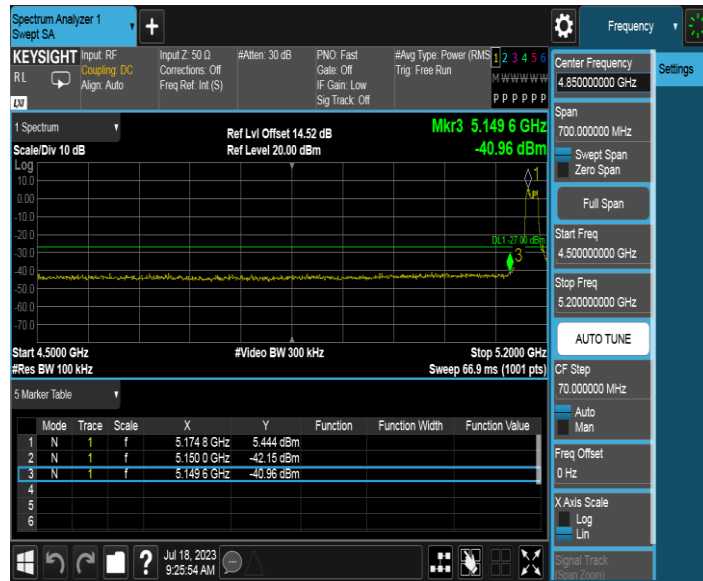 Spectrum Analyzer 1
Swept SA
+
Frequency
KEYSIGHT
RL
LXI
Input: RF
Coupling: DC
Align: Auto
Input Z: 50 Ω
Corrections: Off
Freq Ref: Int (S)
#Atten: 30 dB
PNO: Fast
Gate: Off
IF Gain: Low
Sig Track: Off
#Avg Type: Power (RMS
Trig: Free Run
1 2 3 4 5 6
M W W W W W
P P P P P P
1 Spectrum
Scale/Div 10 dB
Ref Lvl Offset 14.52 dB
Ref Level 20.00 dBm
Mkr3 5.149 6 GHz
-40.96 dBm
Log
10.0
0.00
-10.0
-20.0
-30.0
-40.0
-50.0
-60.0
-70.0
1
DL1 -27.00 dBm
3
Start 4.5000 GHz
#Res BW 100 kHz
#Video BW 300 kHz
Stop 5.2000 GHz
Sweep 66.9 ms (1001 pts)
5 Marker Table
Mode Trace Scale X Y Function Function Width Function Value
1 N 1 f 5.174 8 GHz 5.444 dBm
2 N 1 f 5.150 0 GHz -42.15 dBm
3 N 1 f 5.149 6 GHz -40.96 dBm
4
5
6
?
Jul 18, 2023
9:25:54 AM
Center Frequency
4.850000000 GHz
Settings
Span
700.000000 MHz
Swept Span
Zero Span
Full Span
Start Freq
4.500000000 GHz
Stop Freq
5.200000000 GHz
AUTO TUNE
CF Step
70.000000 MHz
Auto
Man
Freq Offset
0 Hz
X Axis Scale
Log
Lin
Signal Track
(Span Zoom)